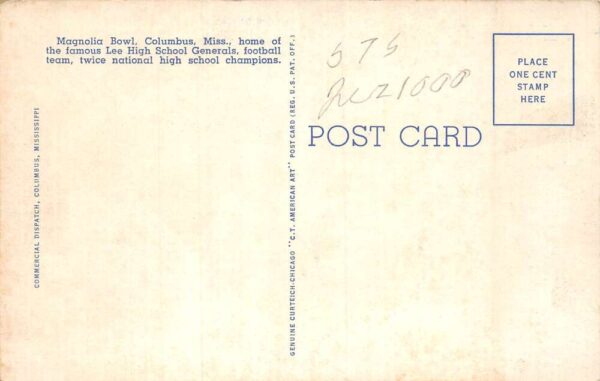 Magnolia Bowl, Columbus, Miss., home of
the famous Lee High School Generals, football
team, twice national high school champions.
COMMERCIAL DISPATCH, COLUMBUS, MISSISSIPPI
GENUINE CURTEICH-CHICAGO "C.T. AMERICAN ART" POST CARD (REG. U.S. PAT. OFF.)
575
1000
POST CARD
PLACE
ONE CENT
STAMP
HERE